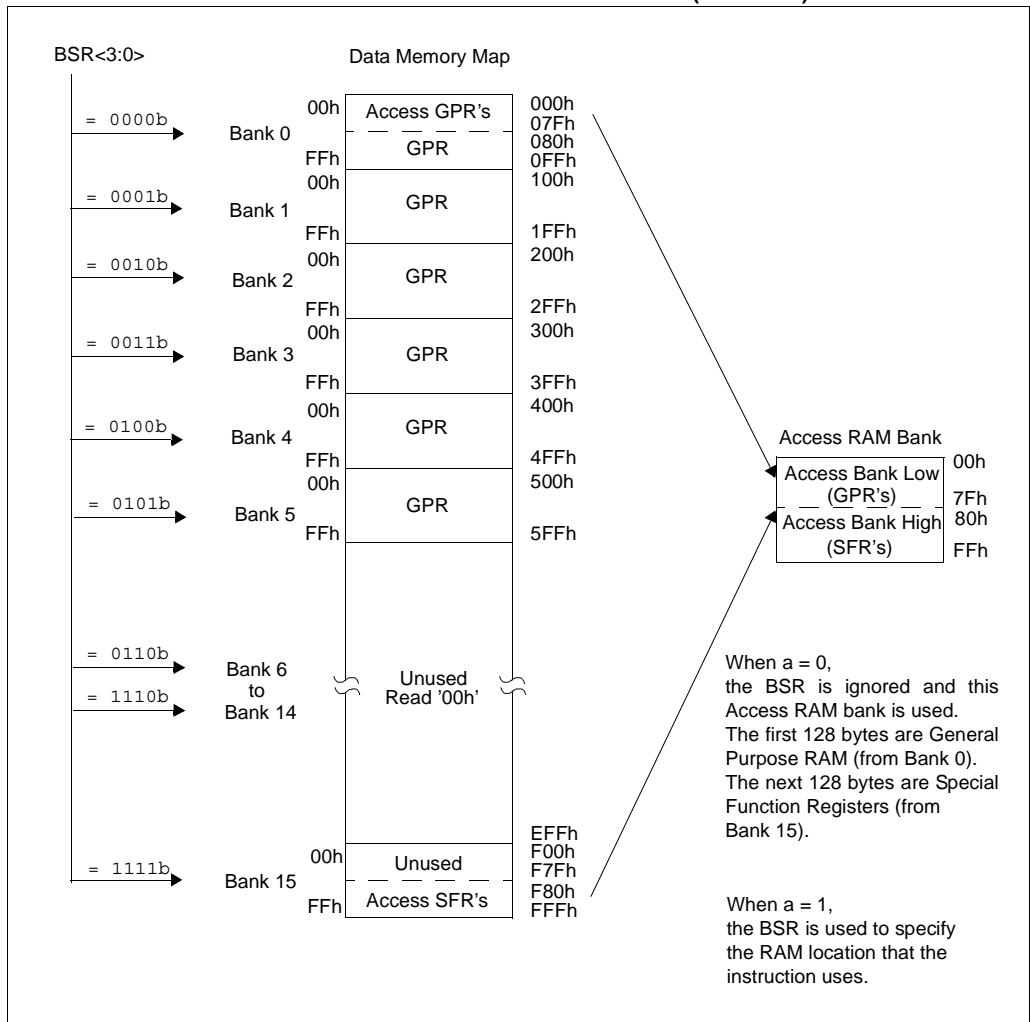 BSR<3:0>
Data Memory Map
= 0000b
Bank 0
00h
Access GPR's
000h
07Fh
GPR
080h
FFh
0FFh
= 0001b
Bank 1
00h
GPR
100h
FFh
1FFh
= 0010b
Bank 2
00h
GPR
200h
FFh
2FFh
= 0011b
Bank 3
00h
GPR
300h
FFh
3FFh
= 0100b
Bank 4
00h
GPR
400h
FFh
4FFh
= 0101b
Bank 5
00h
GPR
500h
FFh
5FFh
= 0110b
= 1110b
Bank 6
to
Bank 14
Unused
Read '00h'
EFFh
= 1111b
Bank 15
00h
Unused
F00h
F7Fh
Access SFR's
F80h
FFh
FFFh
Access RAM Bank
Access Bank Low
(GPR's)
00h
7Fh
Access Bank High
(SFR's)
80h
FFh
When a = 0,
the BSR is ignored and this
Access RAM bank is used.
The first 128 bytes are General
Purpose RAM (from Bank 0).
The next 128 bytes are Special
Function Registers (from
Bank 15).
When a = 1,
the BSR is used to specify
the RAM location that the
instruction uses.